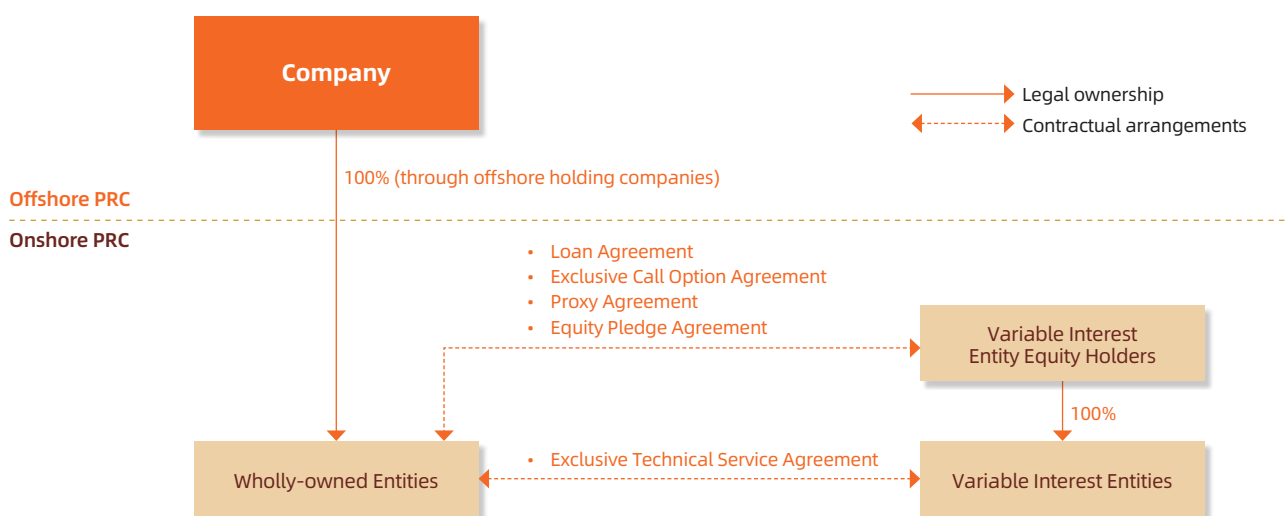 Company
Legal ownership
Contractual arrangements
100% (through offshore holding companies)
Offshore PRC
Onshore PRC
• Loan Agreement
• Exclusive Call Option Agreement
• Proxy Agreement
• Equity Pledge Agreement
Variable Interest
Entity Equity Holders
100%
Wholly-owned Entities
• Exclusive Technical Service Agreement
Variable Interest Entities